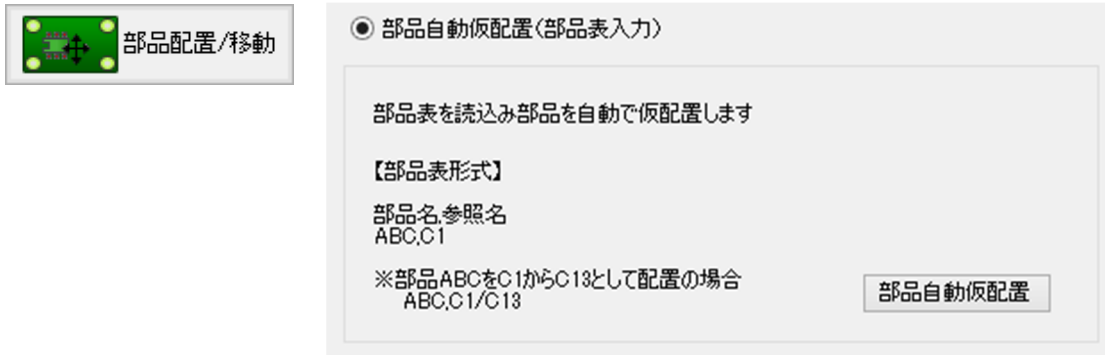 部品配置/移動
部品自動仮配置(部品表入力)
部品表を読込み部品を自動で仮配置します
【部品表形式】
部品名,参照名
ABC,C1
※部品ABCをC1からC13として配置の場合
ABC,C1/C13
部品自動仮配置